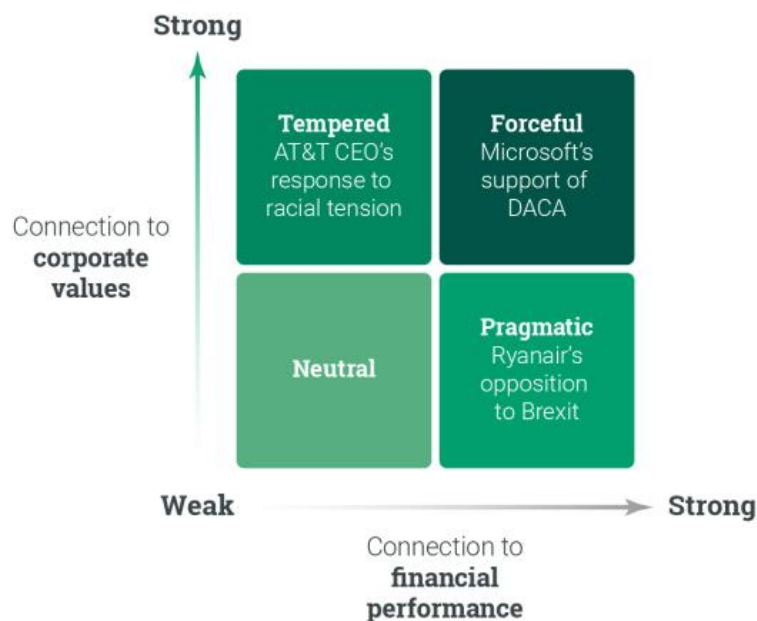 Strong
Tempered
AT&T CEO's
response to
racial tension
Forceful
Microsoft's
support of
DACA
Connection to
corporate
values
Neutral
Pragmatic
Ryanair's
opposition
to Brexit
Weak
Strong
Connection to
financial
performance